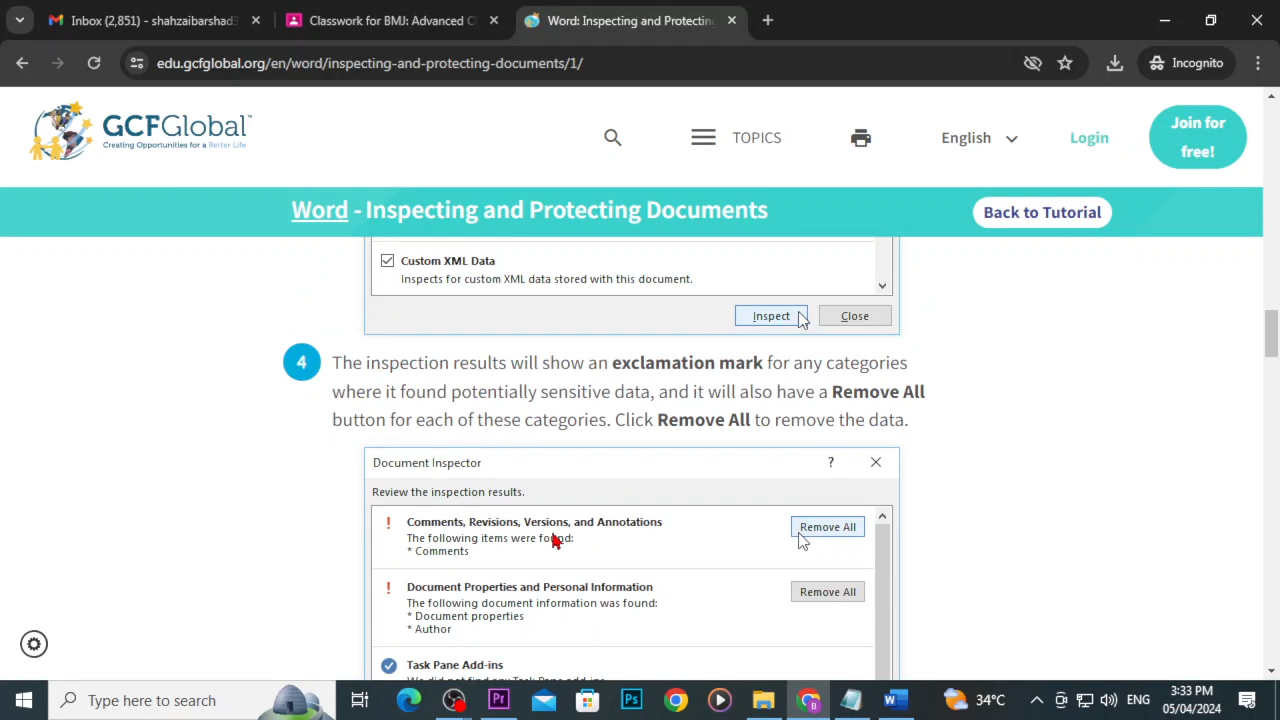 Inbox (2,851) - shahzaibarshad3
Classwork for BMJ: Advanced C
Word: Inspecting and Protectin
edu.gcfglobal.org/en/word/inspecting-and-protecting-documents/1/
Incognito
GCFGlobal
Creating Opportunities for a Better Life
TOPICS
English
Login
Join for
free!
Word - Inspecting and Protecting Documents
Back to Tutorial
Custom XML Data
Inspects for custom XML data stored with this document.
Inspect
Close
4
The inspection results will show an exclamation mark for any categories
where it found potentially sensitive data, and it will also have a Remove All
button for each of these categories. Click Remove All to remove the data.
Document Inspector
?
Review the inspection results.
! Comments, Revisions, Versions, and Annotations
Remove All
The following items were found:
* Comments
! Document Properties and Personal Information
Remove All
The following document information was found:
* Document properties
* Author
Task Pane Add-ins
Type here to search
Pr
Ps
B
W
34°C
ENG
3:33 PM
05/04/2024